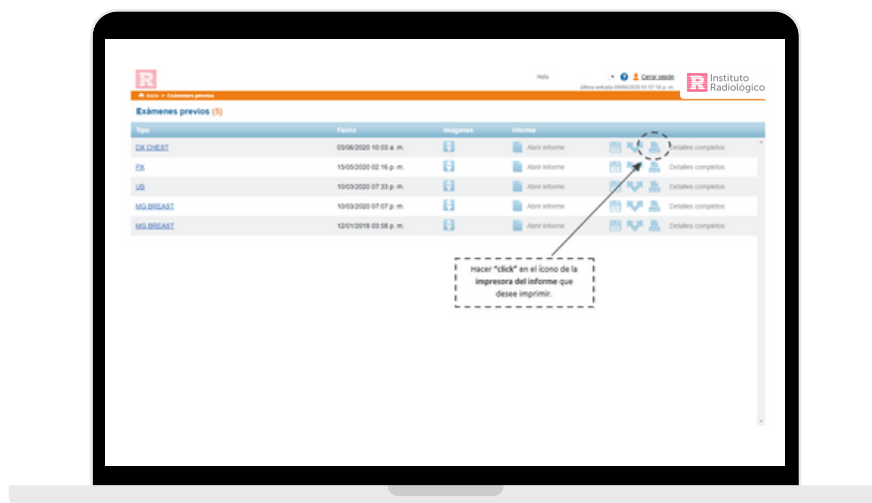 R
Hola
Cerrar sesión
R Instituto
Radiológico
Inicio > Exámenes previos
Exámenes previos (5)
Tipo Fecha Imágenes Informe
DX CHEST 03/06/2020 10:03 a. m. Abrir informe Detalles completos
15/05/2020 02:16 p. m. Abrir informe Detalles completos
US 10/03/2020 07:33 p. m. Abrir informe Detalles completos
MG BREAST 10/03/2020 07:07 p. m. Abrir informe Detalles completos
MG BREAST 12/01/2018 03:58 p. m. Abrir informe Detalles completos
Hacer "click" en el ícono de la
impresora del informe que
desee imprimir.